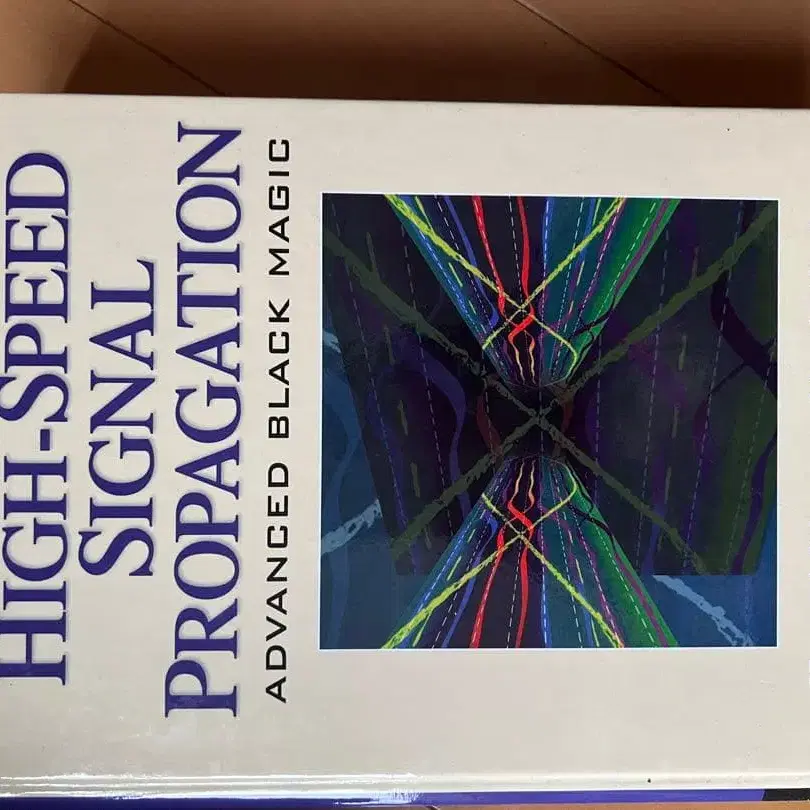 HIGH-SPEED
SIGNAL
PROPAGATION
ADVANCED BLACK MAGIC